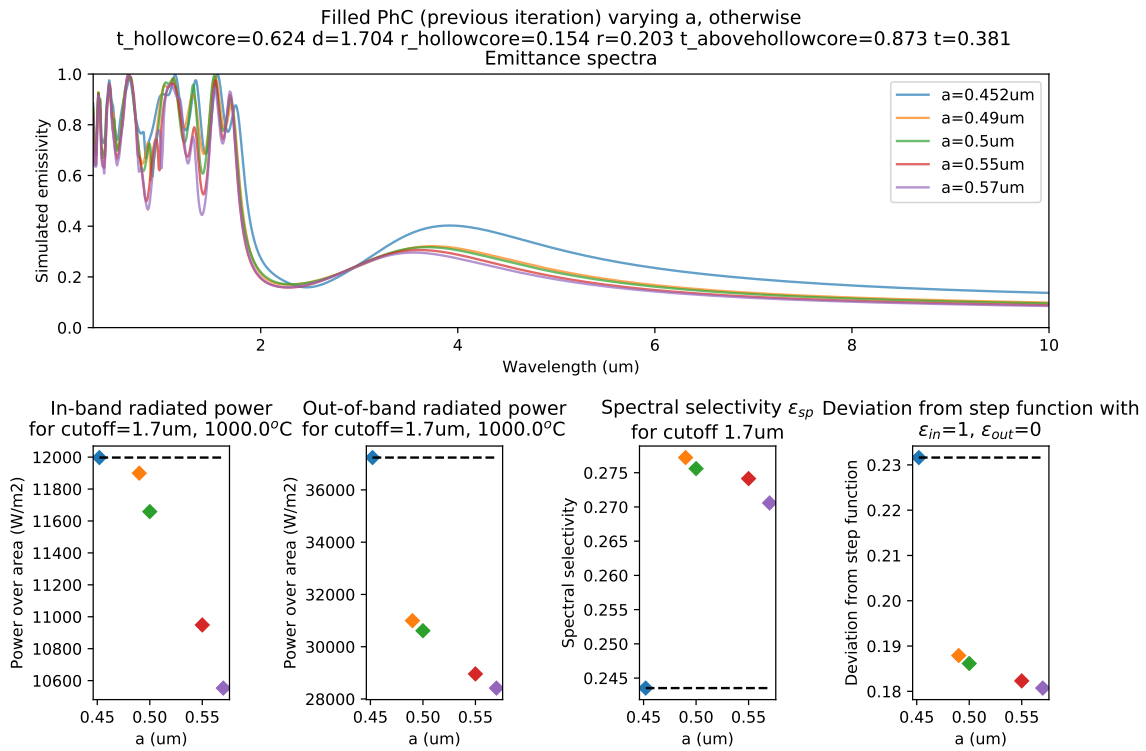 Filled PhC (previous iteration) varying a, otherwise
t_hollowcore=0.624 d=1.704 r_hollowcore=0.154 r=0.203 t_abovehollowcore=0.873 t=0.381
Emittance spectra
Simulated emissivity
1.0
0.8
0.6
0.4
0.2
0.0
a=0.452um
a=0.49um
a=0.5um
a=0.55um
a=0.57um
2 4 6 8 10
Wavelength (um)
In-band radiated power
for cutoff=1.7um, 1000.0°C
Power over area (W/m2)
12000
11800
11600
11400
11200
11000
10800
10600
0.45 0.50 0.55
a (um)
Out-of-band radiated power
for cutoff=1.7um, 1000.0°C
Power over area (W/m2)
36000
34000
32000
30000
28000
0.45 0.50 0.55
a (um)
Spectral selectivity ε_sp
for cutoff 1.7um
Spectral selectivity
0.275
0.270
0.265
0.260
0.255
0.250
0.245
0.45 0.50 0.55
a (um)
Deviation from step function with
ε_in=1, ε_out=0
Deviation from step function
0.23
0.22
0.21
0.20
0.19
0.18
0.45 0.50 0.55
a (um)